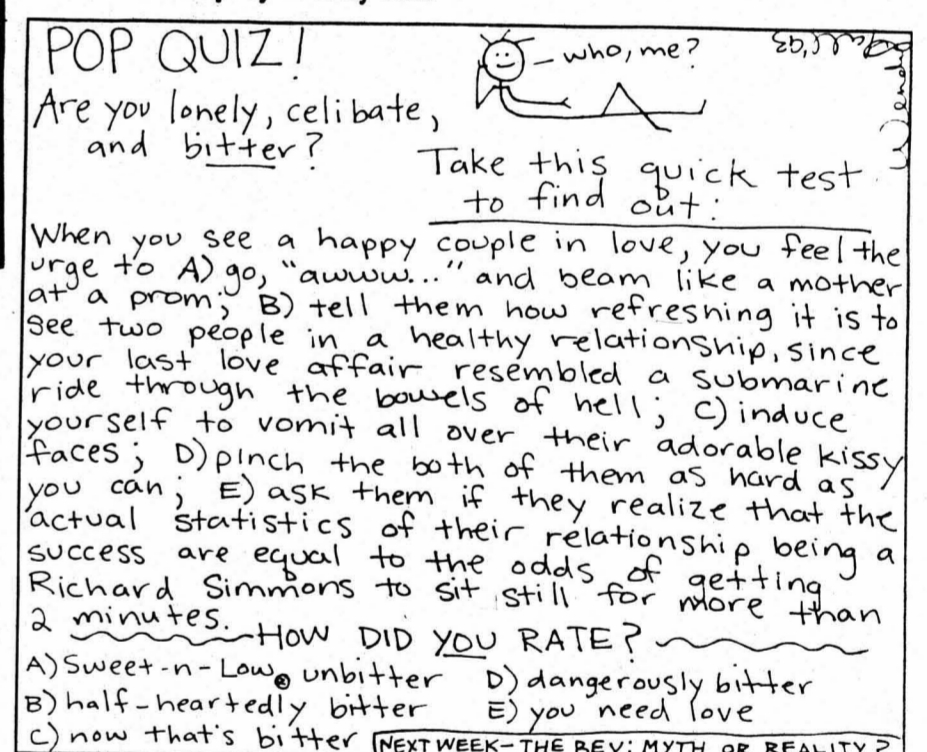 POP QUIZ!
- who, me?
Are you lonely, celibate,
and bitter?
Take this quick test
to find out:
When you see a happy couple in love, you feel the
urge to A) go, "awww..." and beam like a mother
at a prom; B) tell them how refreshing it is to
see two people in a healthy relationship, since
your last love affair resembled a submarine
ride through the bowels of hell; C) induce
yourself to vomit all over their adorable kissy
faces; D) pinch the both of them as hard as
you can; E) ask them if they realize that the
actual statistics of their relationship being a
success are equal to the odds of getting
Richard Simmons to sit still for more than
2 minutes.
HOW DID YOU RATE?
A) Sweet-n-Low® unbitter
D) dangerously bitter
B) half-heartedly bitter
E) you need love
C) now that's bitter
NEXT WEEK- THE REV: MYTH OR REALITY?